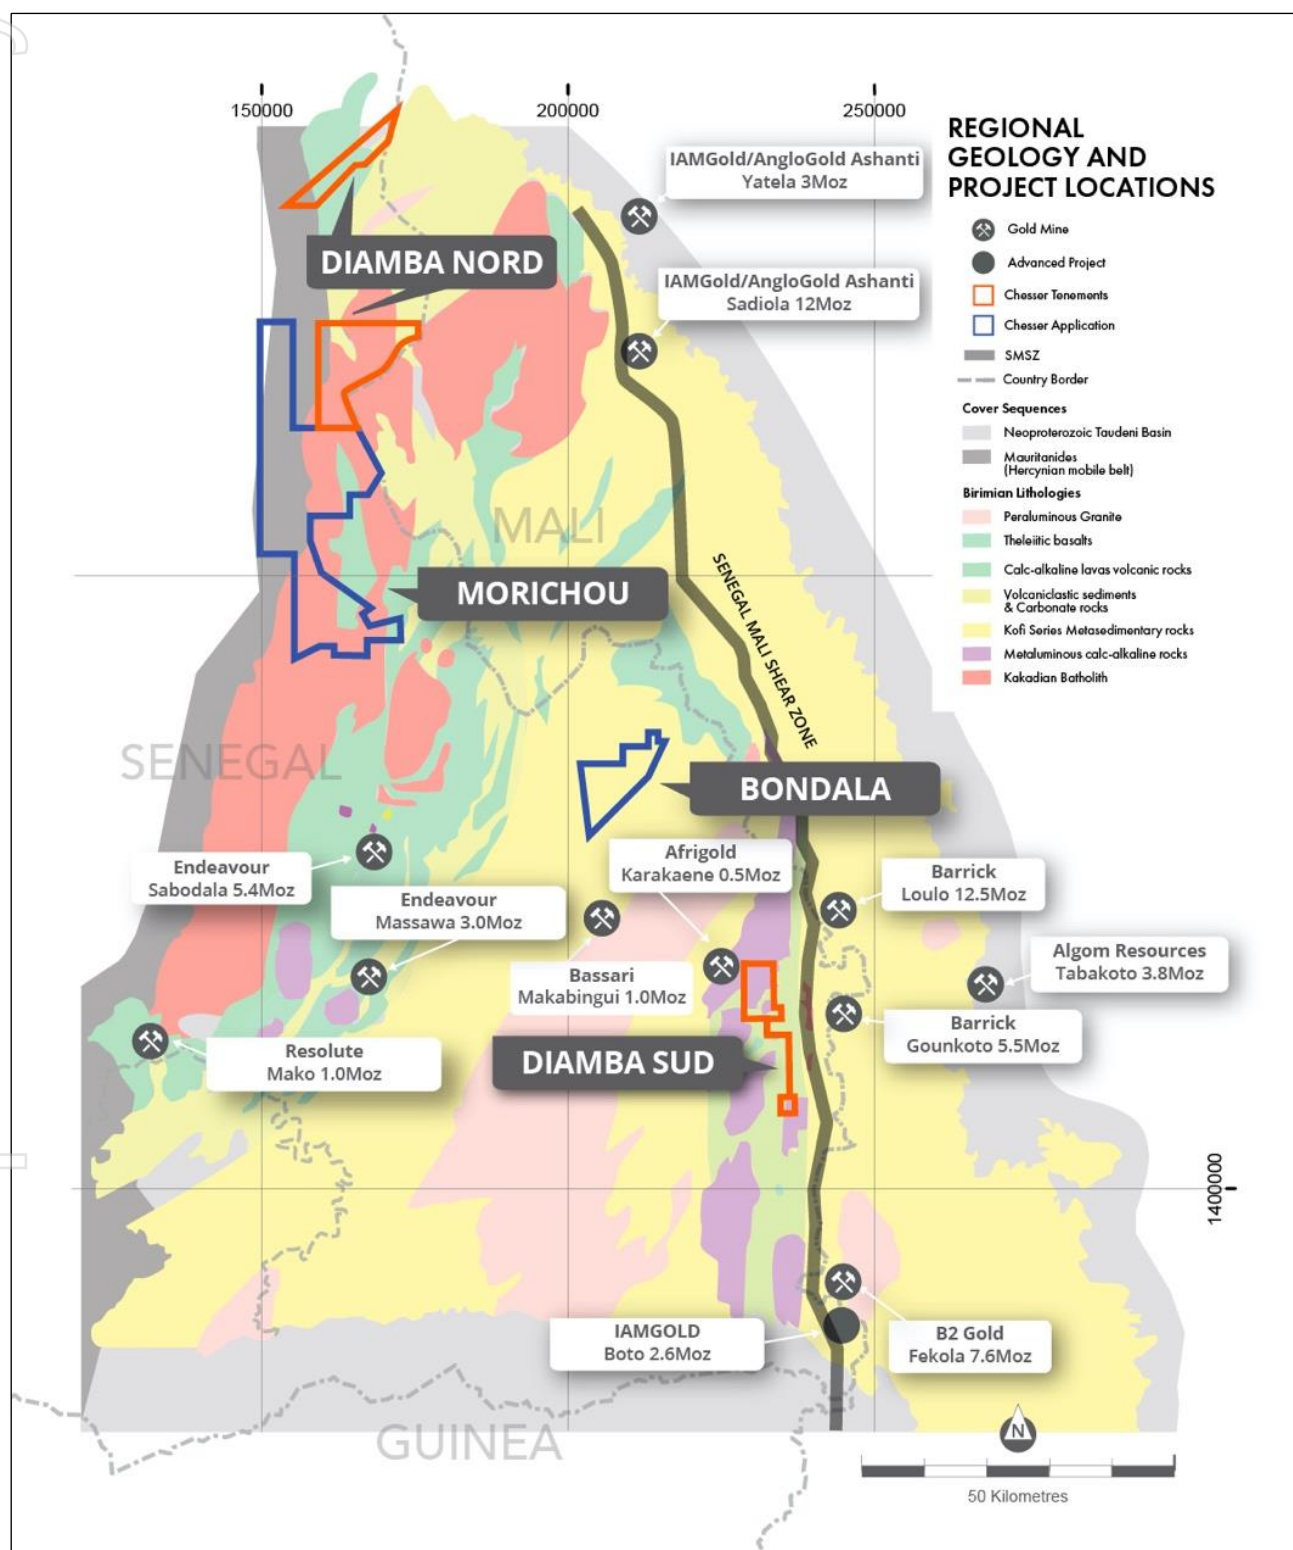 150000
200000
250000
REGIONAL
GEOLOGY AND
PROJECT LOCATIONS
Gold Mine
Advanced Project
Chesser Tenements
Chesser Application
SMSZ
Country Border
Cover Sequences
Neoproterozoic Taudeni Basin
Mauritanides
(Hercynian mobile belt)
Birimian Lithologies
Peraluminous Granite
Theleiitic basalts
Calc-alkaline lavas volcanic rocks
Volcaniclastic sediments
& Carbonate rocks
Kofi Series Metasedimentary rocks
Metaluminous calc-alkaline rocks
Kakadian Batholith
IAMGold/AngloGold Ashanti
Yatela 3Moz
DIAMBA NORD
IAMGold/AngloGold Ashanti
Sadiola 12Moz
MALI
MORICHOU
SENEGAL MALI SHEAR ZONE
SENEGAL
BONDALA
Afrigold
Karakaene 0.5Moz
Endeavour
Sabodala 5.4Moz
Barrick
Loulo 12.5Moz
Endeavour
Massawa 3.0Moz
Algom Resources
Tabakoto 3.8Moz
Bassari
Makabingui 1.0Moz
Barrick
Gounkoto 5.5Moz
Resolute
Mako 1.0Moz
DIAMBA SUD
1400000
IAMGOLD
Boto 2.6Moz
B2 Gold
Fekola 7.6Moz
GUINEA
N
50 Kilometres